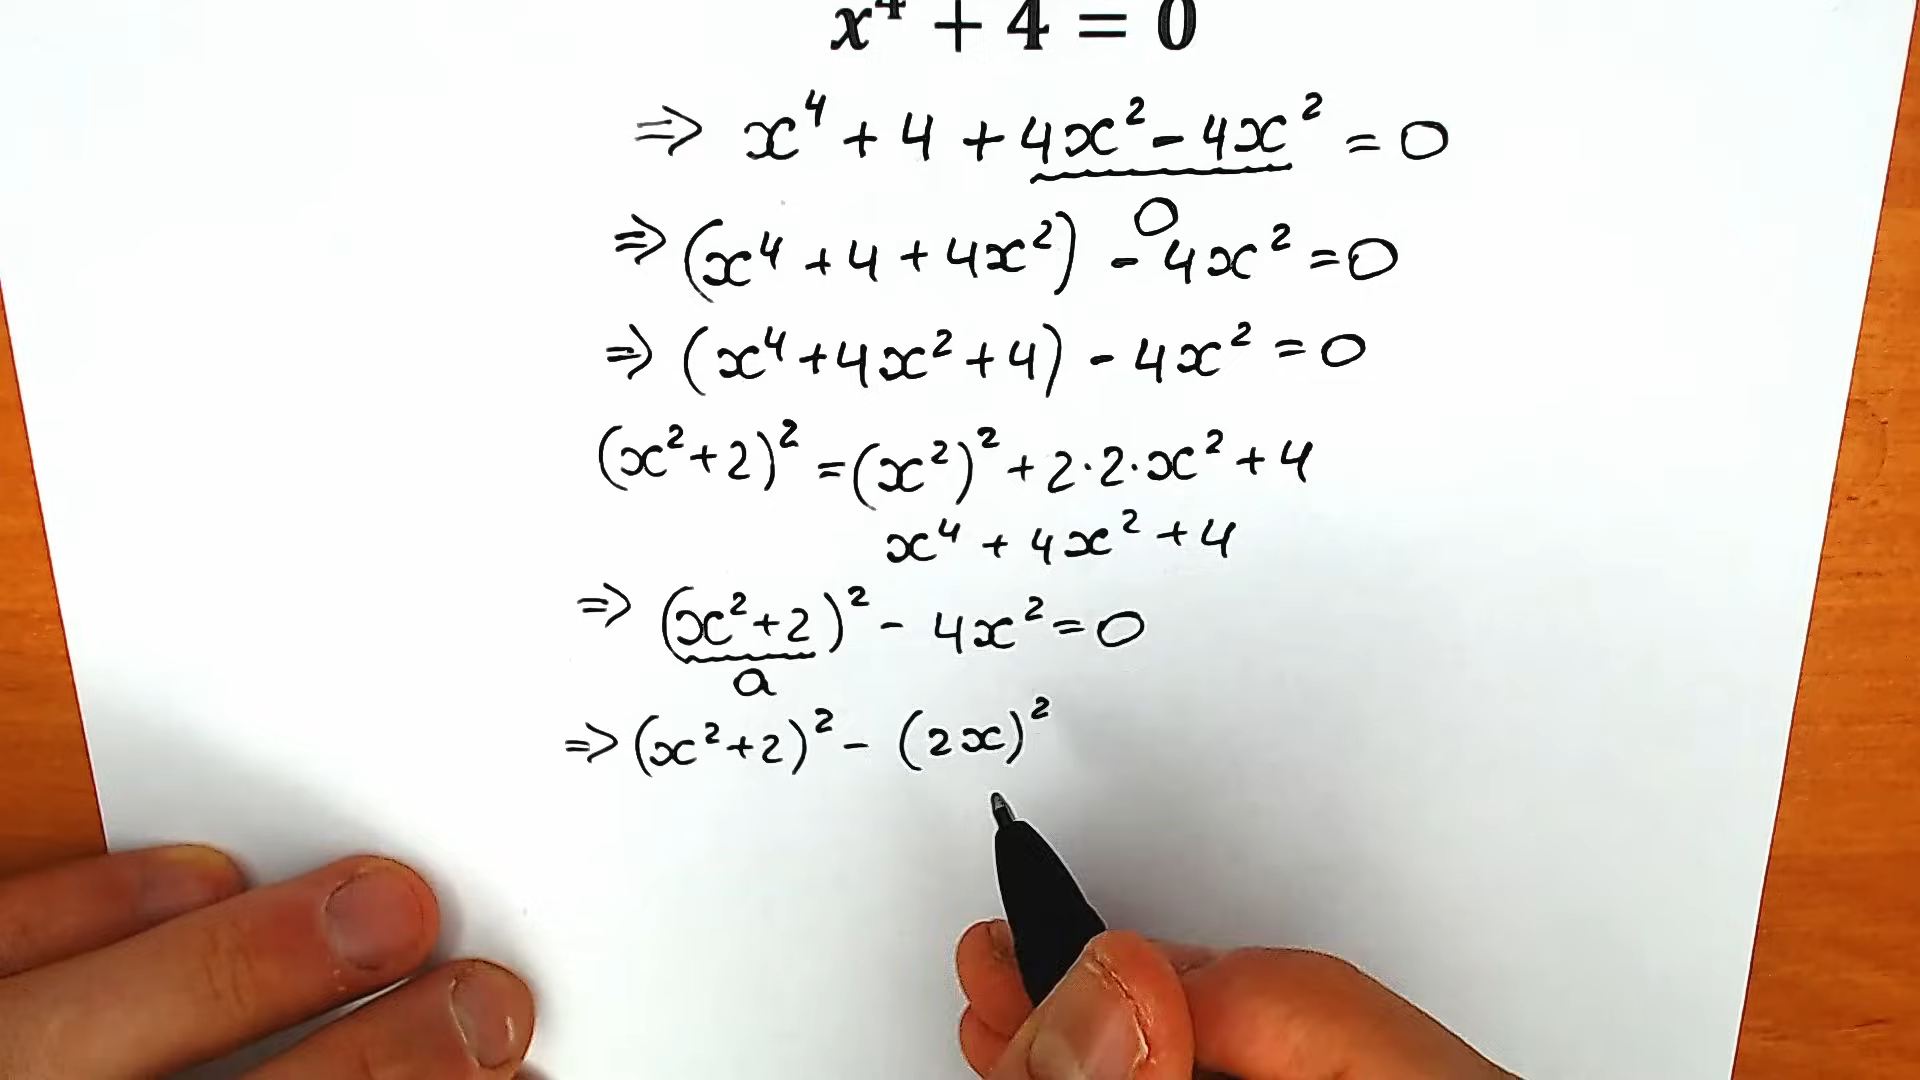 x⁴ + 4 = 0
⇒ x⁴ + 4 + 4x² - 4x² = 0
0
⇒ (x⁴ + 4 + 4x²) - 4x² = 0
⇒ (x⁴ + 4x² + 4) - 4x² = 0
(x² + 2)² = (x²)² + 2·2·x² + 4
x⁴ + 4x² + 4
⇒ (x² + 2)² - 4x² = 0
a
⇒ (x² + 2)² - (2x)²